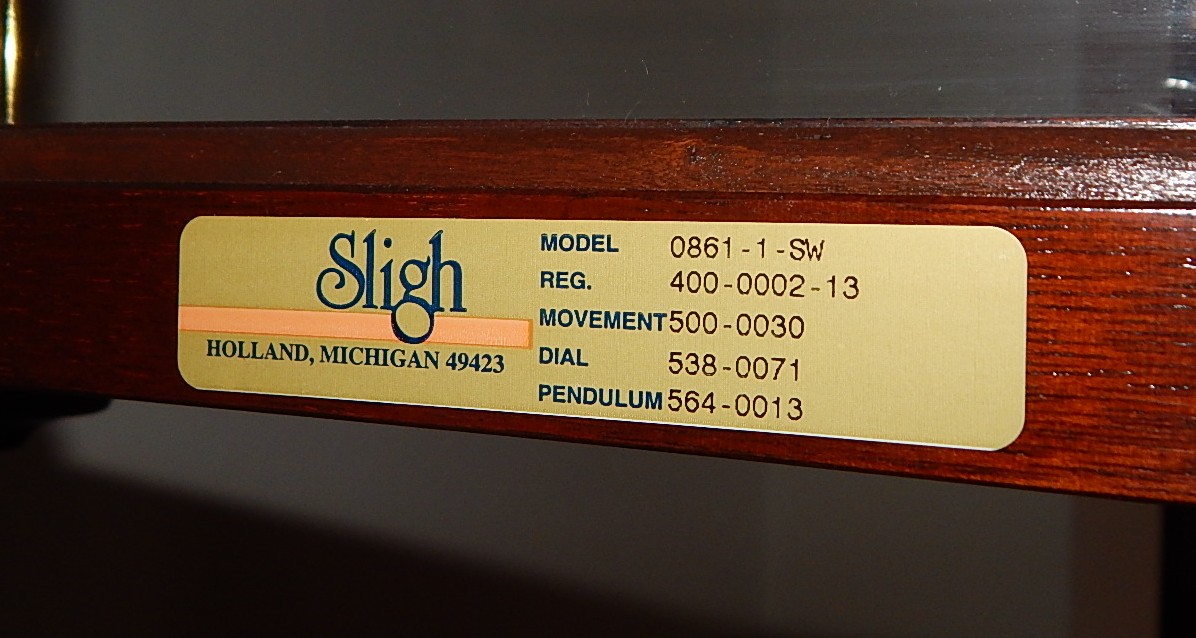 Sligh
HOLLAND, MICHIGAN 49423
MODEL 0861-1-SW
REG. 400-0002-13
MOVEMENT 500-0030
DIAL 538-0071
PENDULUM 564-0013